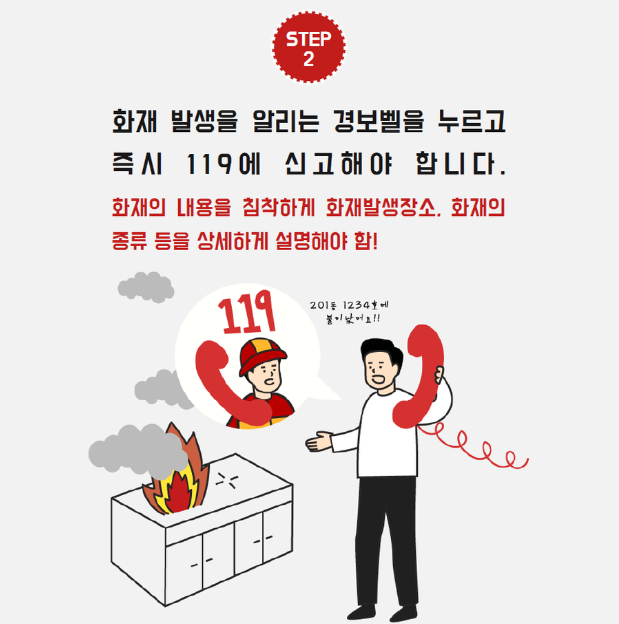 STEP
2
화재 발생을 알리는 경보벨을 누르고
즉시 119에 신고해야 합니다.
화재의 내용을 침착하게 화재발생장소, 화재의
종류 등을 상세하게 설명해야 함!
119
201동 1234호에
불이났어요!!